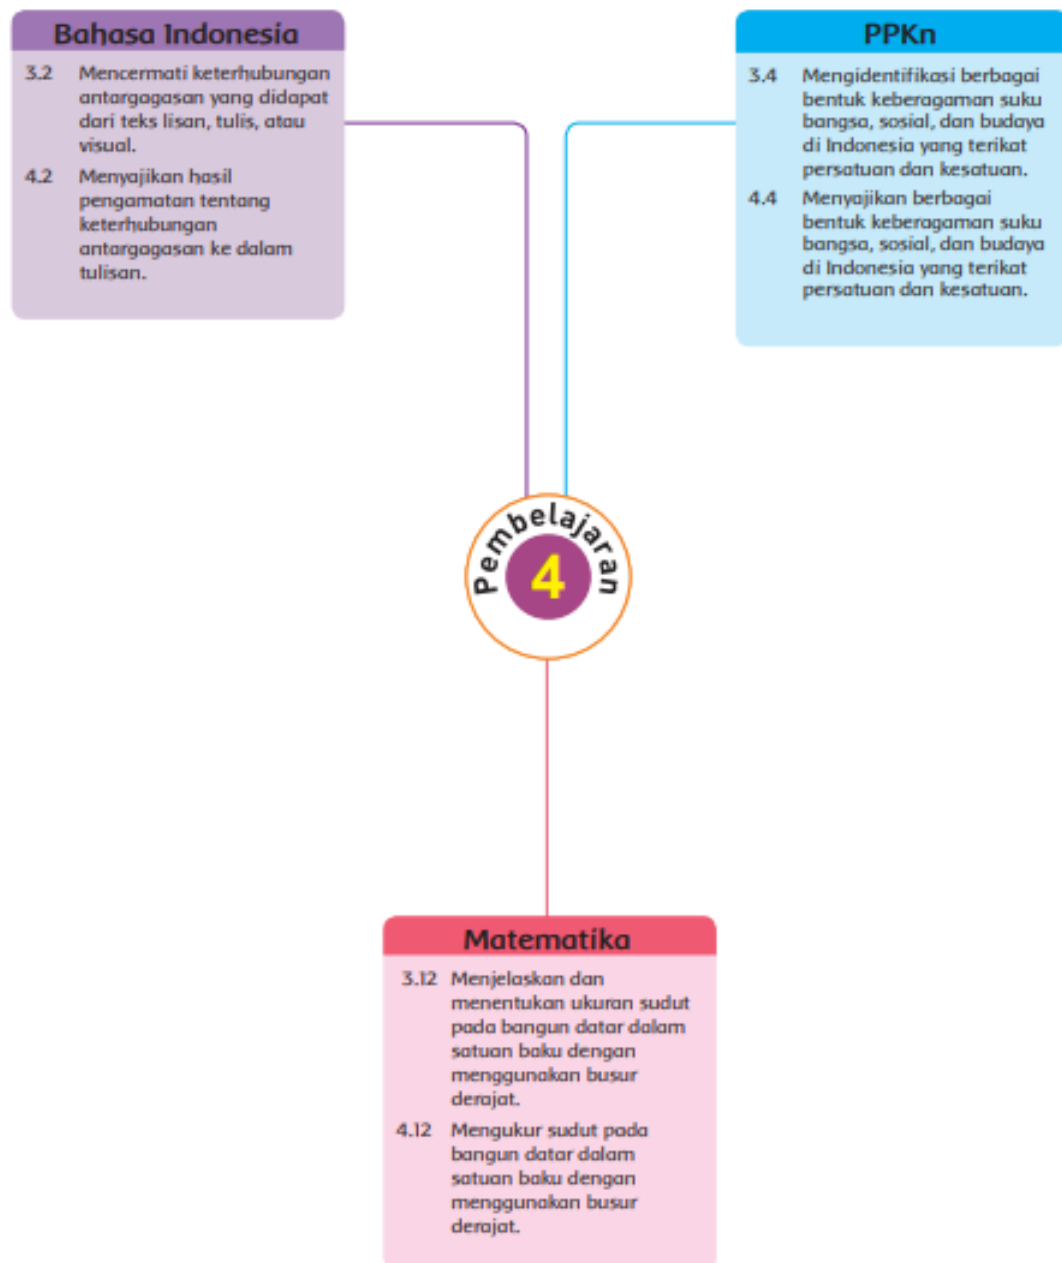 Bahasa Indonesia
3.2 Mencermati keterhubungan
antargagasan yang didapat
dari teks lisan, tulis, atau
visual.
4.2 Menyajikan hasil
pengamatan tentang
keterhubungan
antargagasan ke dalam
tulisan.
PPKn
3.4 Mengidentifikasi berbagai
bentuk keberagaman suku
bangsa, sosial, dan budaya
di Indonesia yang terikat
persatuan dan kesatuan.
4.4 Menyajikan berbagai
bentuk keberagaman suku
bangsa, sosial, dan budaya
di Indonesia yang terikat
persatuan dan kesatuan.
Pembelajaran
4
Matematika
3.12 Menjelaskan dan
menentukan ukuran sudut
pada bangun datar dalam
satuan baku dengan
menggunakan busur
derajat.
4.12 Mengukur sudut pada
bangun datar dalam
satuan baku dengan
menggunakan busur
derajat.